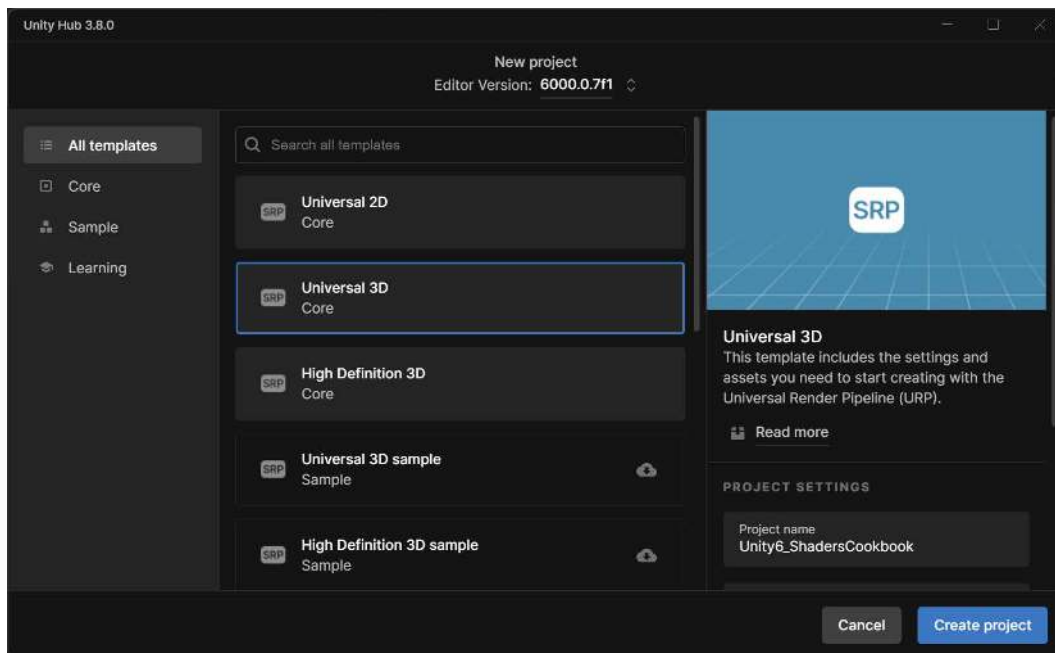 Unity Hub 3.8.0
New project
Editor Version: 6000.0.7f1
All templates
Core
Sample
Learning
Search all templates
SRP
Universal 2D
Core
SRP
Universal 3D
Core
SRP
High Definition 3D
Core
SRP
Universal 3D sample
Sample
SRP
High Definition 3D sample
Sample
SRP
Universal 3D
This template includes the settings and
assets you need to start creating with the
Universal Render Pipeline (URP).
Read more
PROJECT SETTINGS
Project name
Unity6_ShadersCookbook
Cancel
Create project